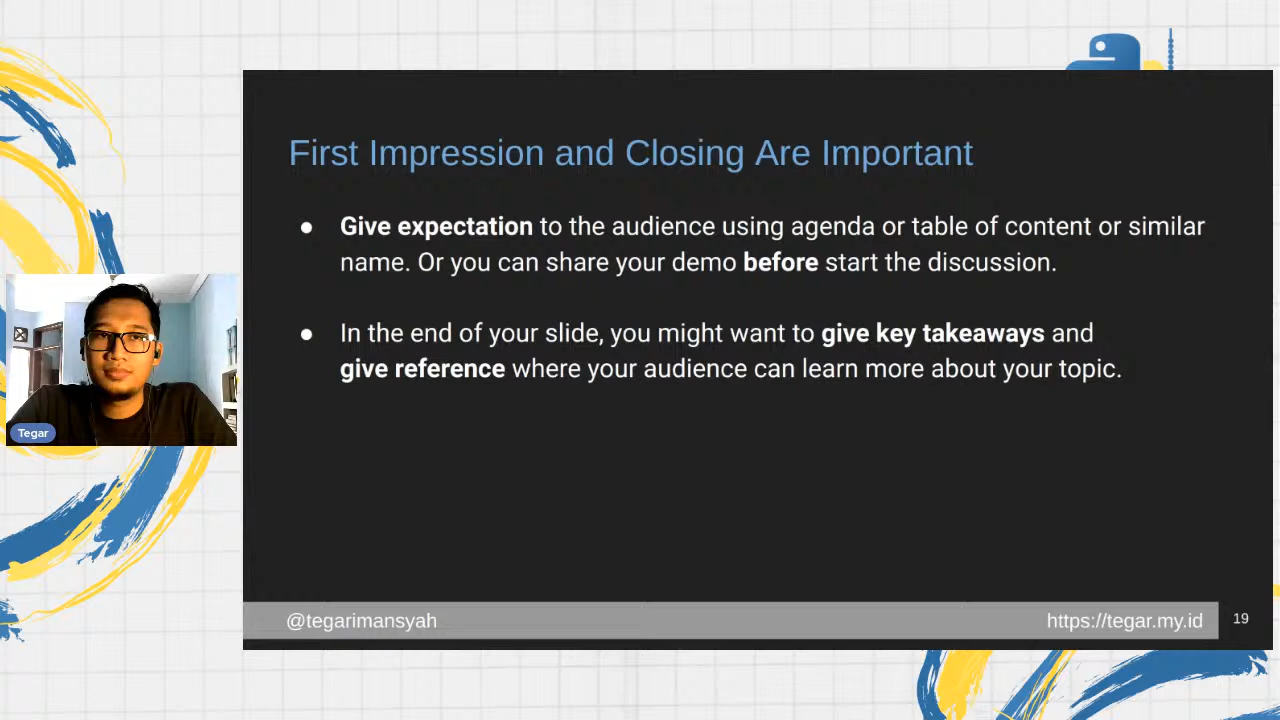 First Impression and Closing Are Important
● Give expectation to the audience using agenda or table of content or similar
name. Or you can share your demo before start the discussion.
● In the end of your slide, you might want to give key takeaways and
give reference where your audience can learn more about your topic.
Tegar
@tegarimansyah
https://tegar.my.id
19